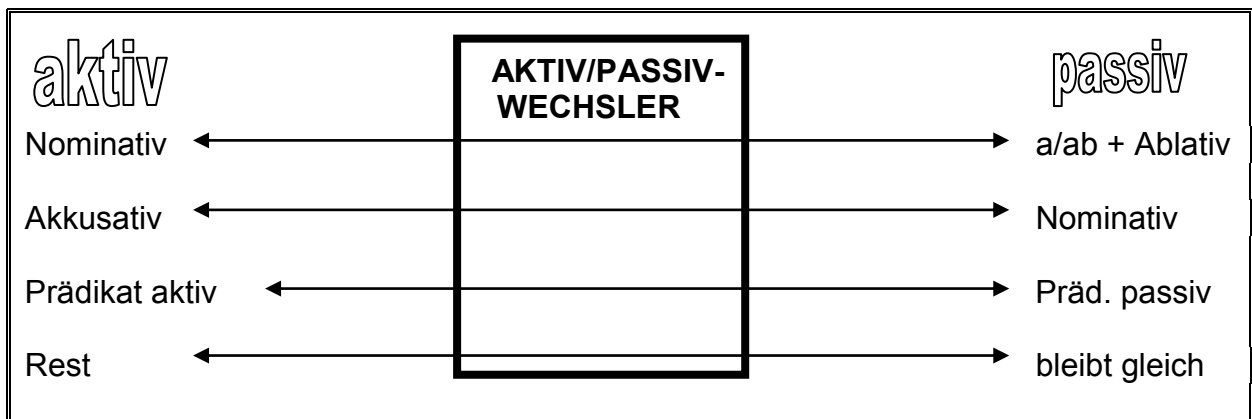 aktiv
AKTIV/PASSIV-
WECHSLER
passiv
Nominativ a/ab + Ablativ
Akkusativ Nominativ
Prädikat aktiv Präd. passiv
Rest bleibt gleich